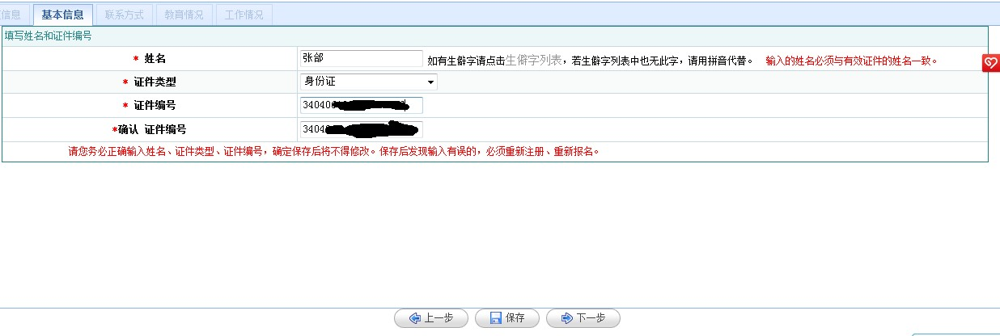 信息 基本信息 联系方式 教育情况 工作情况
填写姓名和证件编号
* 姓名 张郃 如有生僻字请点击生僻字列表，若生僻字列表中也无此字，请用拼音代替。 输入的姓名必须与有效证件的姓名一致。
* 证件类型 身份证
* 证件编号 34040
*确认 证件编号 3404
请您务必正确输入姓名、证件类型、证件编号，确定保存后将不得修改。保存后发现输入有误的，必须重新注册、重新报名。
上一步 保存 下一步